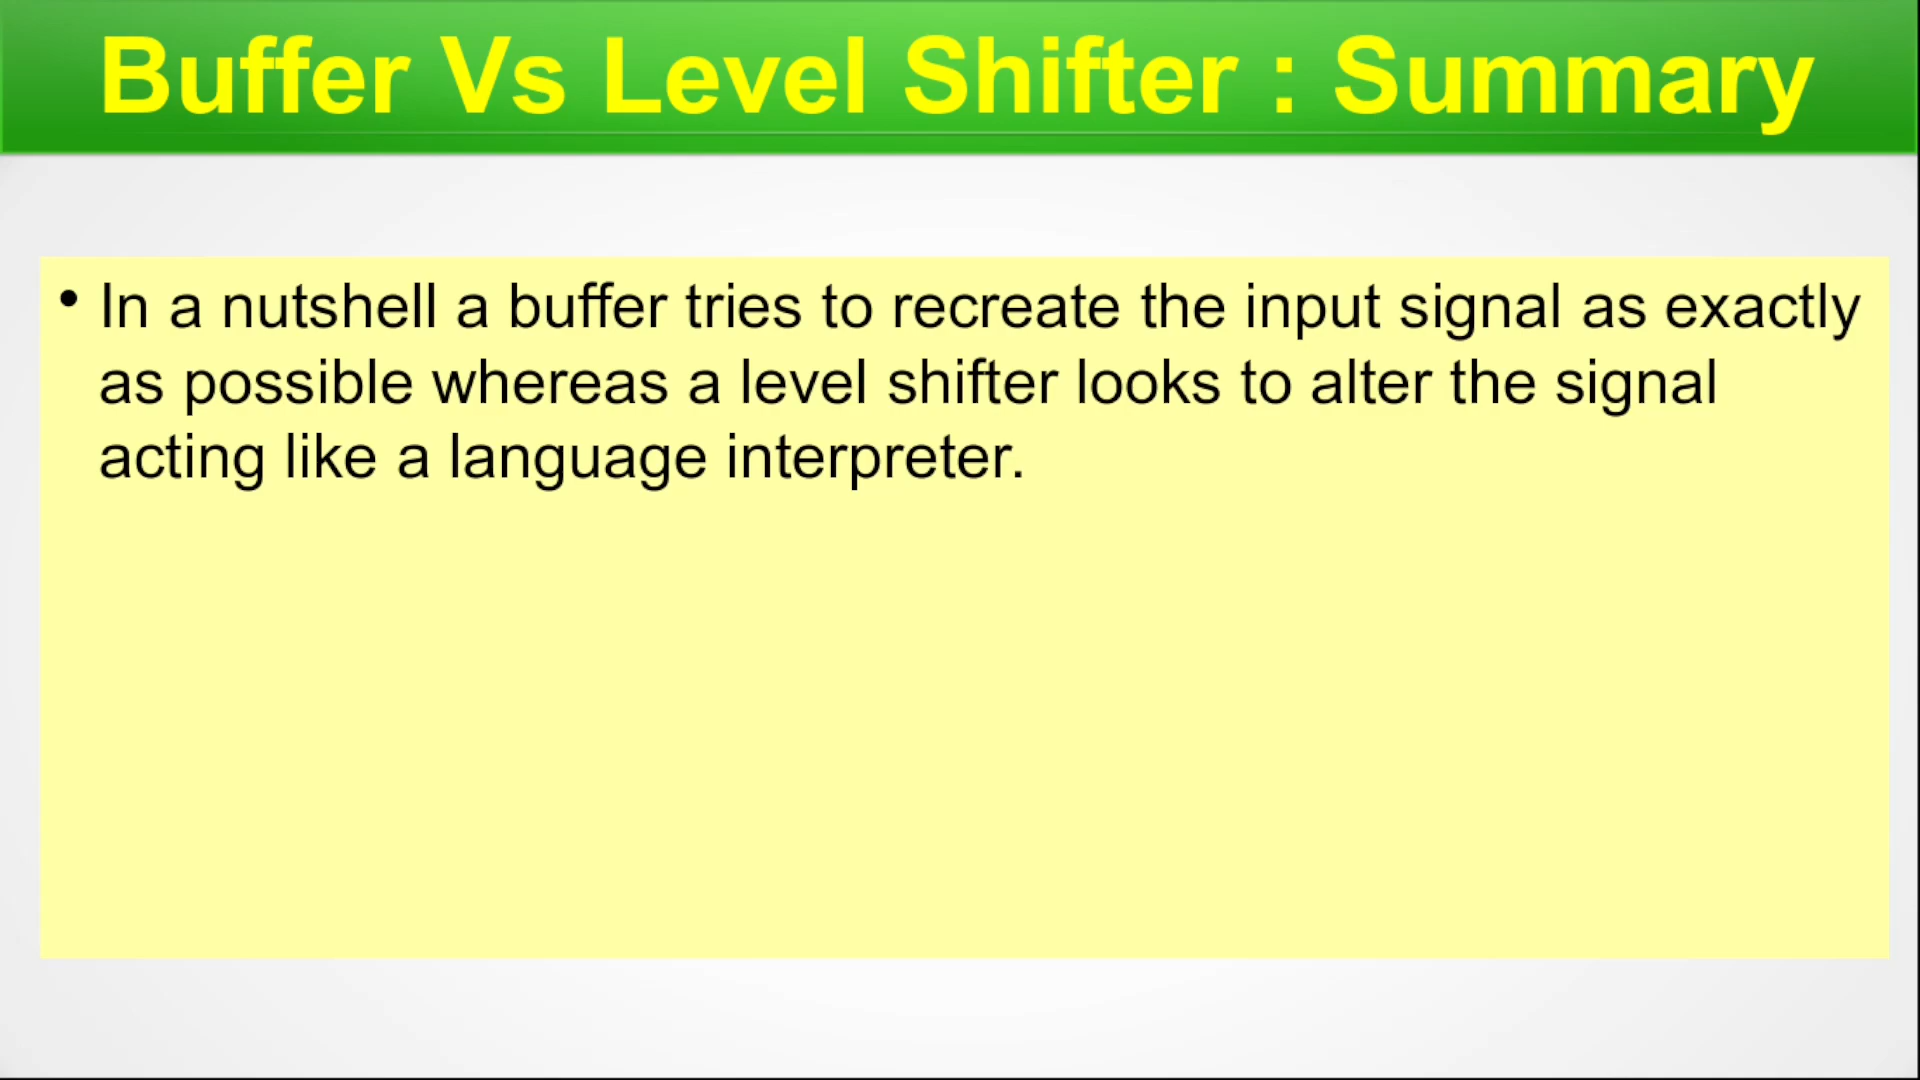 Buffer Vs Level Shifter : Summary
• In a nutshell a buffer tries to recreate the input signal as exactly
as possible whereas a level shifter looks to alter the signal
acting like a language interpreter.